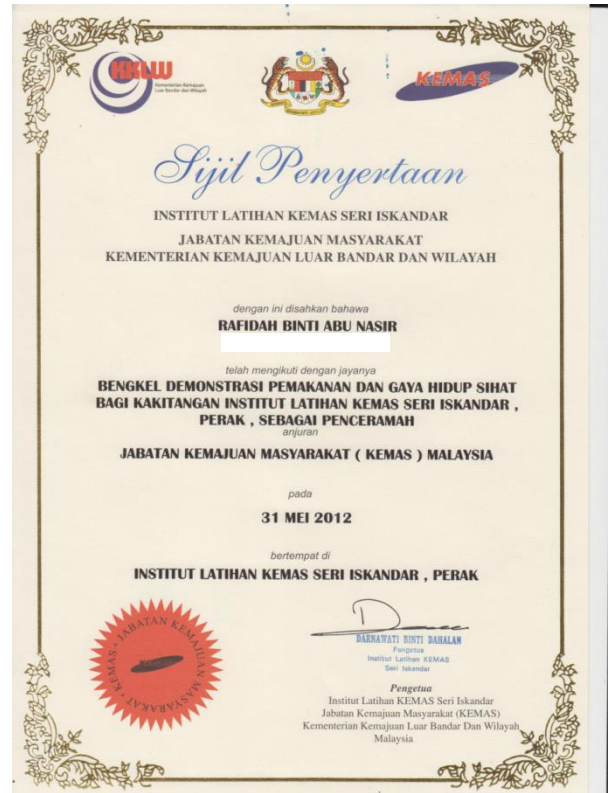 KKLW
Kementerian Kemajuan
Luar Bandar dan Wilayah
KEMAS
Sijil Penyertaan
INSTITUT LATIHAN KEMAS SERI ISKANDAR
JABATAN KEMAJUAN MASYARAKAT
KEMENTERIAN KEMAJUAN LUAR BANDAR DAN WILAYAH
dengan ini disahkan bahawa
RAFIDAH BINTI ABU NASIR
telah mengikuti dengan jayanya
BENGKEL DEMONSTRASI PEMAKANAN DAN GAYA HIDUP SIHAT
BAGI KAKITANGAN INSTITUT LATIHAN KEMAS SERI ISKANDAR ,
PERAK , SEBAGAI PENCERAMAH
anjuran
JABATAN KEMAJUAN MASYARAKAT ( KEMAS ) MALAYSIA
pada
31 MEI 2012
bertempat di
INSTITUT LATIHAN KEMAS SERI ISKANDAR , PERAK
JABATAN KEMAJUAN MASYARAKAT • KEMAS •
DARNAWATI BINTI DAHALAN
Pengetua
Institut Latihan KEMAS
Seri Iskandar
Pengetua
Institut Latihan KEMAS Seri Iskandar
Jabatan Kemajuan Masyarakat (KEMAS)
Kementerian Kemajuan Luar Bandar Dan Wilayah
Malaysia